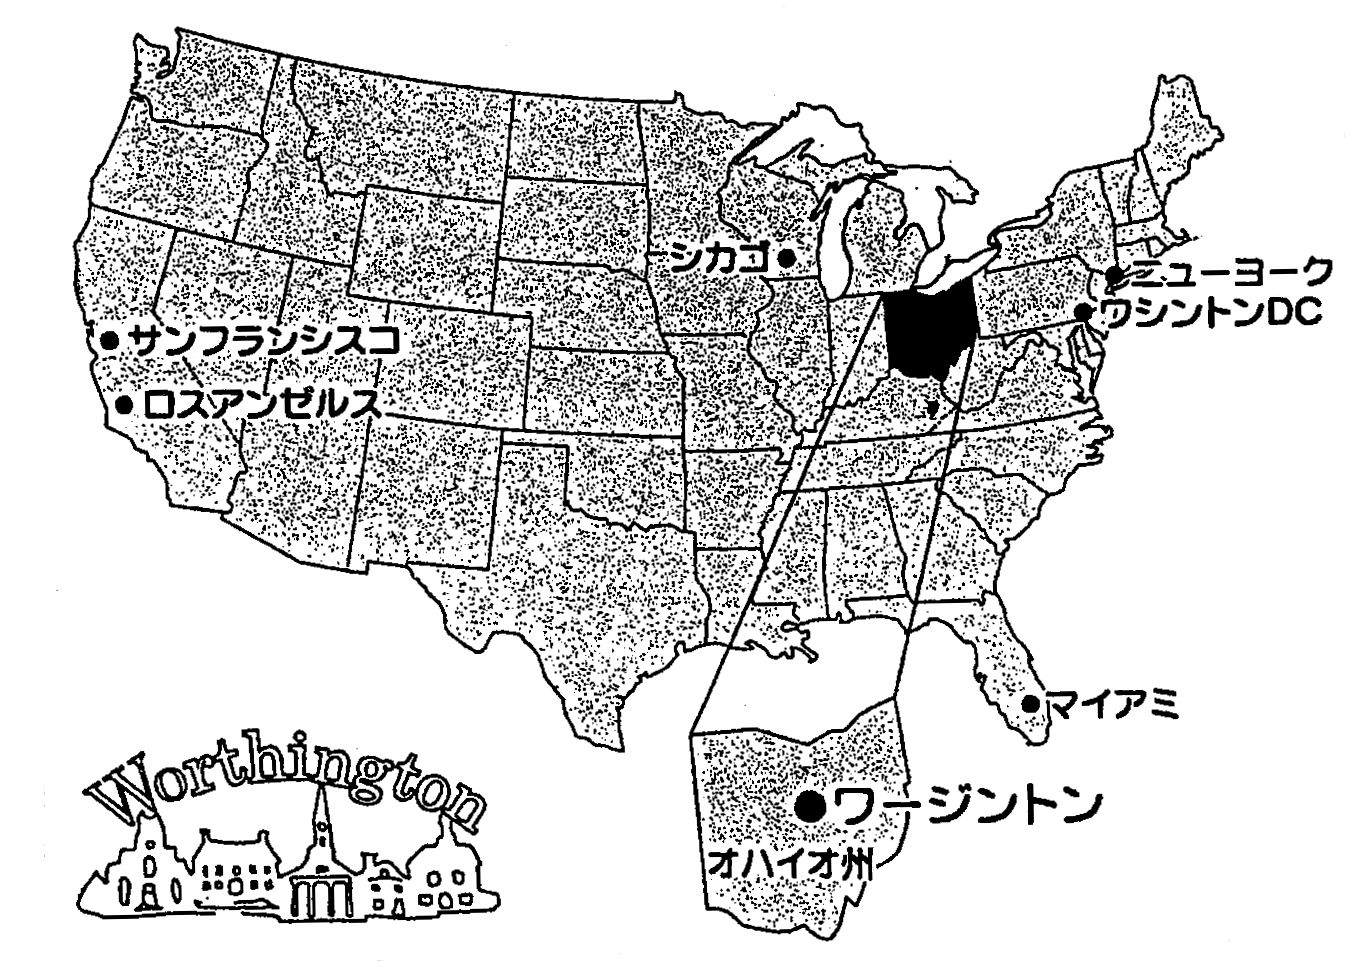 シカゴ
ニューヨーク
ワシントンDC
サンフランシスコ
ロスアンゼルス
マイアミ
ワージントン
オハイオ州
Worthington